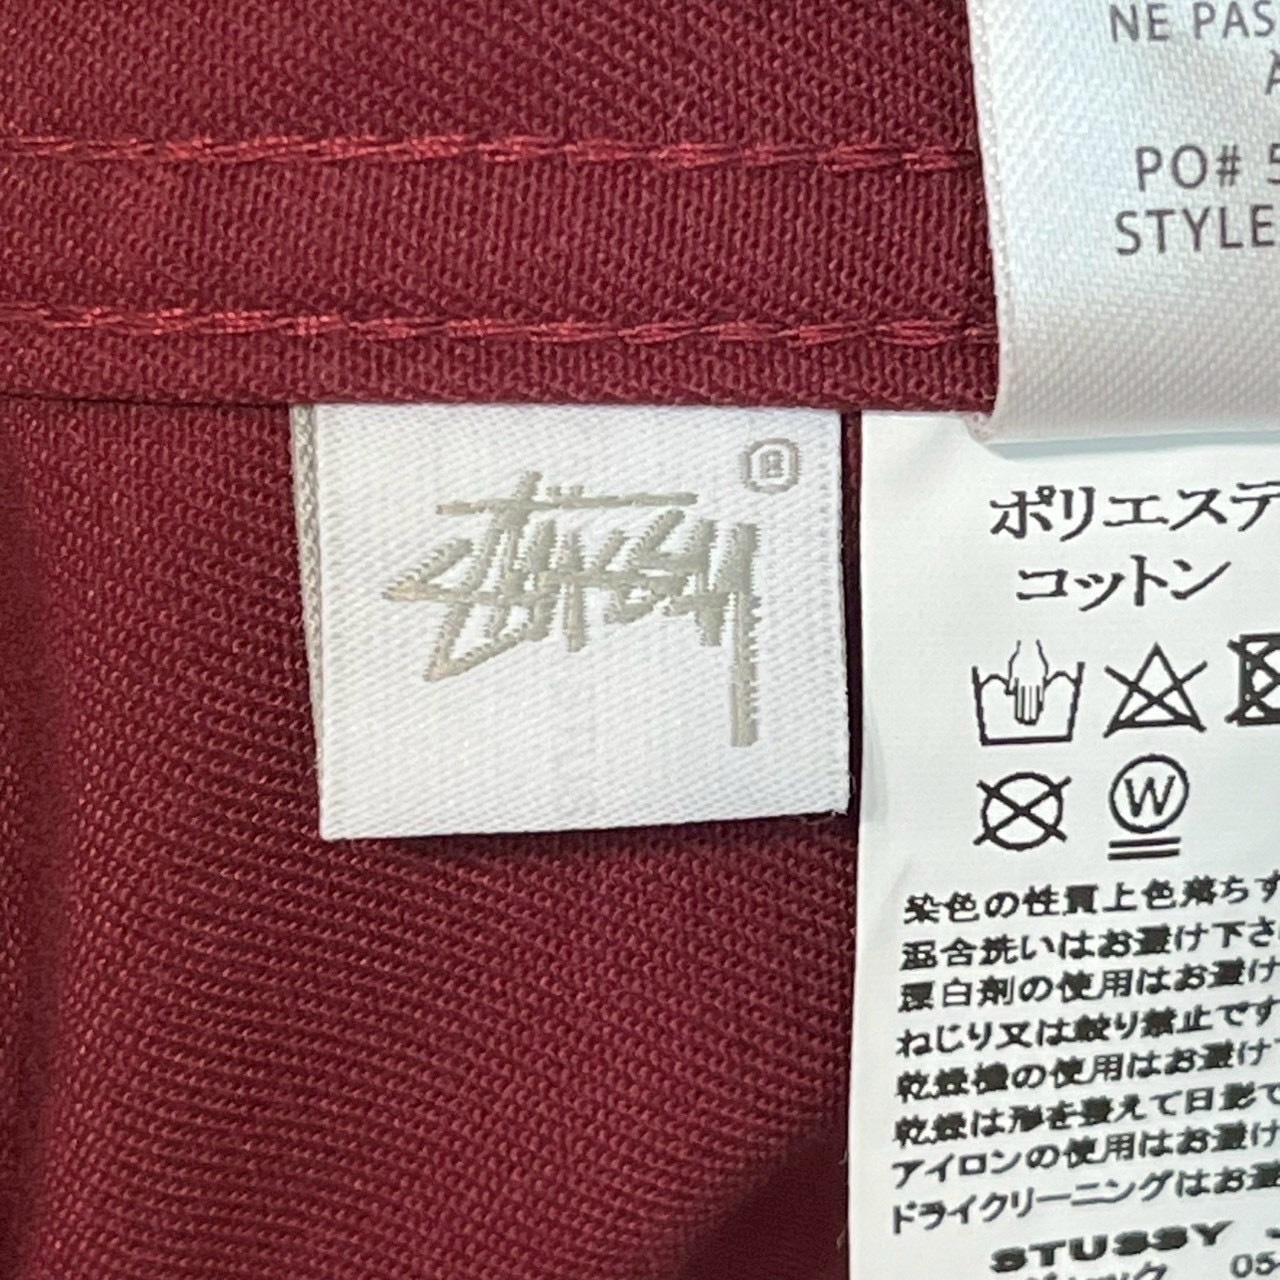 NE PAS
PO# 5
STYLE
STUSSY
®
ポリエステ
コットン
W
染色の性質上色落ちす
混合洗いはお避け下さ
漂白剤の使用はお避け
ねじり又は絞り禁止です
乾燥機の使用はお避け
乾燥は形を整えて日影で
アイロンの使用はお避け
ドライクリーニングはお避
STUSSY
05